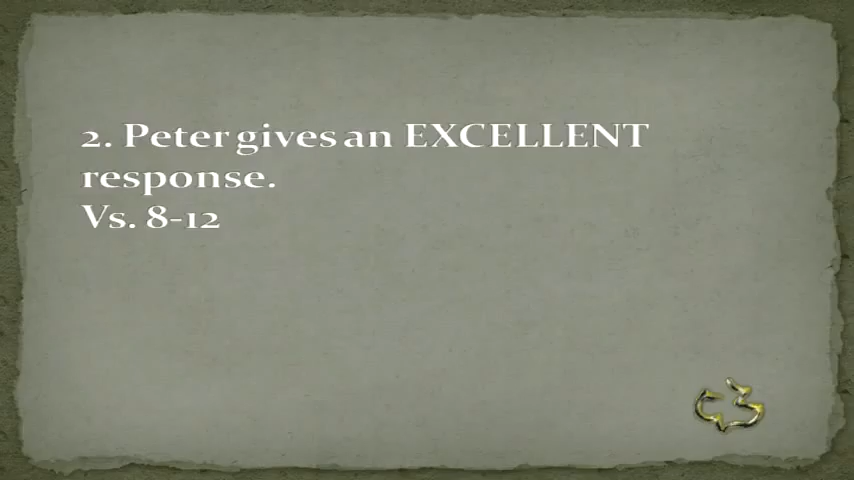 2. Peter gives an EXCELLENT
response.
Vs. 8-12